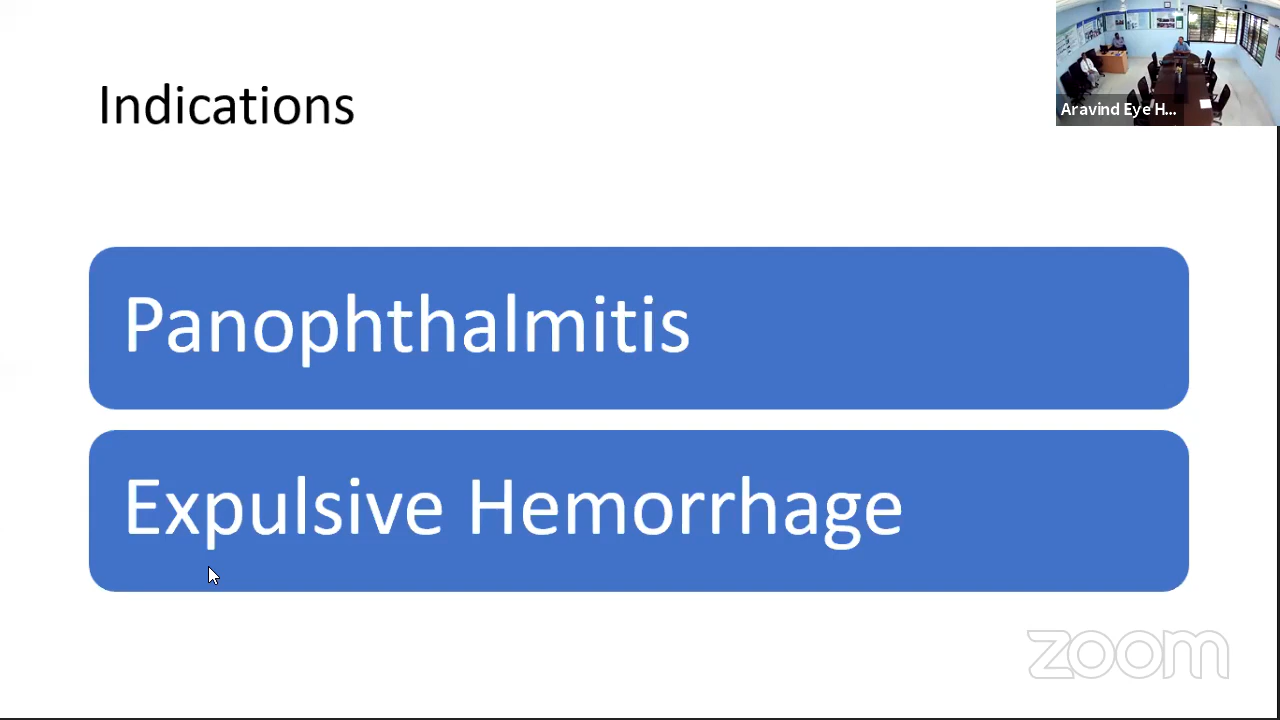 Indications
Aravind Eye H...
Panophthalmitis
Expulsive Hemorrhage
zoom